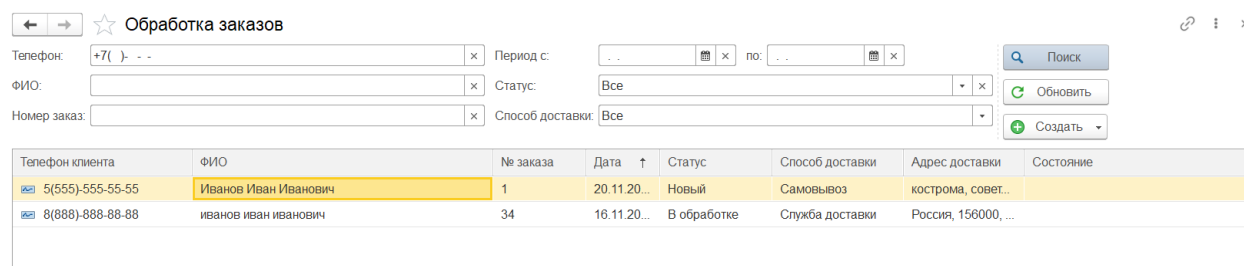 Обработка заказов
Телефон: +7( )- - - Период с: . . по: . . Поиск
ФИО: Статус: Все Обновить
Номер заказ: Способ доставки: Все Создать
Телефон клиента ФИО № заказа Дата ↑ Статус Способ доставки Адрес доставки Состояние
5(555)-555-55-55 Иванов Иван Иванович 1 20.11.20... Новый Самовывоз кострома, совет...
8(888)-888-88-88 иванов иван иванович 34 16.11.20... В обработке Служба доставки Россия, 156000, ...